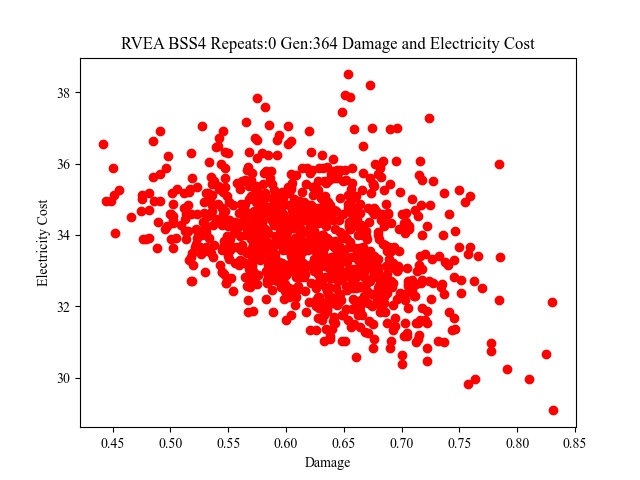 RVEA BSS4 Repeats:0 Gen:364 Damage and Electricity Cost
Electricity Cost
38
36
34
32
30
0.45 0.50 0.55 0.60 0.65 0.70 0.75 0.80 0.85
Damage